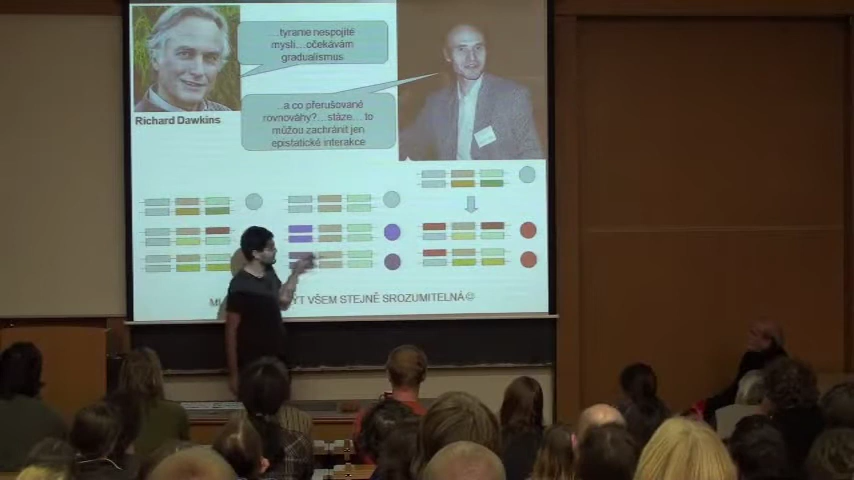 ...tyranie nespojité
mysli...očekávám
gradualismus
Richard Dawkins
...a co přerušované
rovnováhy?...stáze...to
můžou zachránit jen
epistatické interakce
VŠEM STEJNĚ SROZUMITELNÁ☺